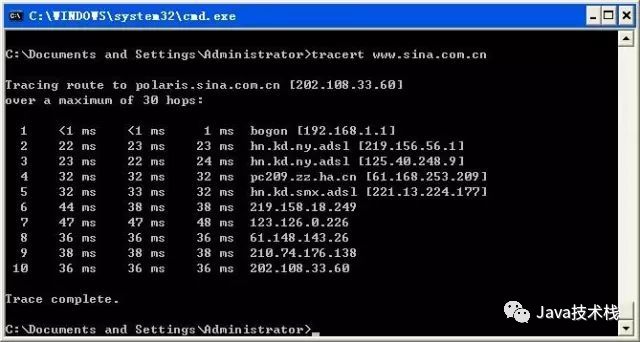 C:\WINDOWS\system32\cmd.exe
C:\Documents and Settings\Administrator>tracert www.sina.com.cn
Tracing route to polaris.sina.com.cn [202.108.33.60]
over a maximum of 30 hops:
1 <1 ms <1 ms 1 ms bogon [192.168.1.1]
2 22 ms 23 ms 23 ms hn.kd.ny.adsl [219.156.56.1]
3 23 ms 22 ms 24 ms hn.kd.ny.adsl [125.40.248.9]
4 32 ms 32 ms 32 ms pc209.zz.ha.cn [61.168.253.209]
5 32 ms 33 ms 32 ms hn.kd.smx.adsl [221.13.224.177]
6 44 ms 38 ms 38 ms 219.158.18.249
7 47 ms 47 ms 48 ms 123.126.0.226
8 36 ms 36 ms 36 ms 61.148.143.26
9 38 ms 38 ms 38 ms 210.74.176.138
10 36 ms 36 ms 36 ms 202.108.33.60
Trace complete.
C:\Documents and Settings\Administrator>_
Java技术栈